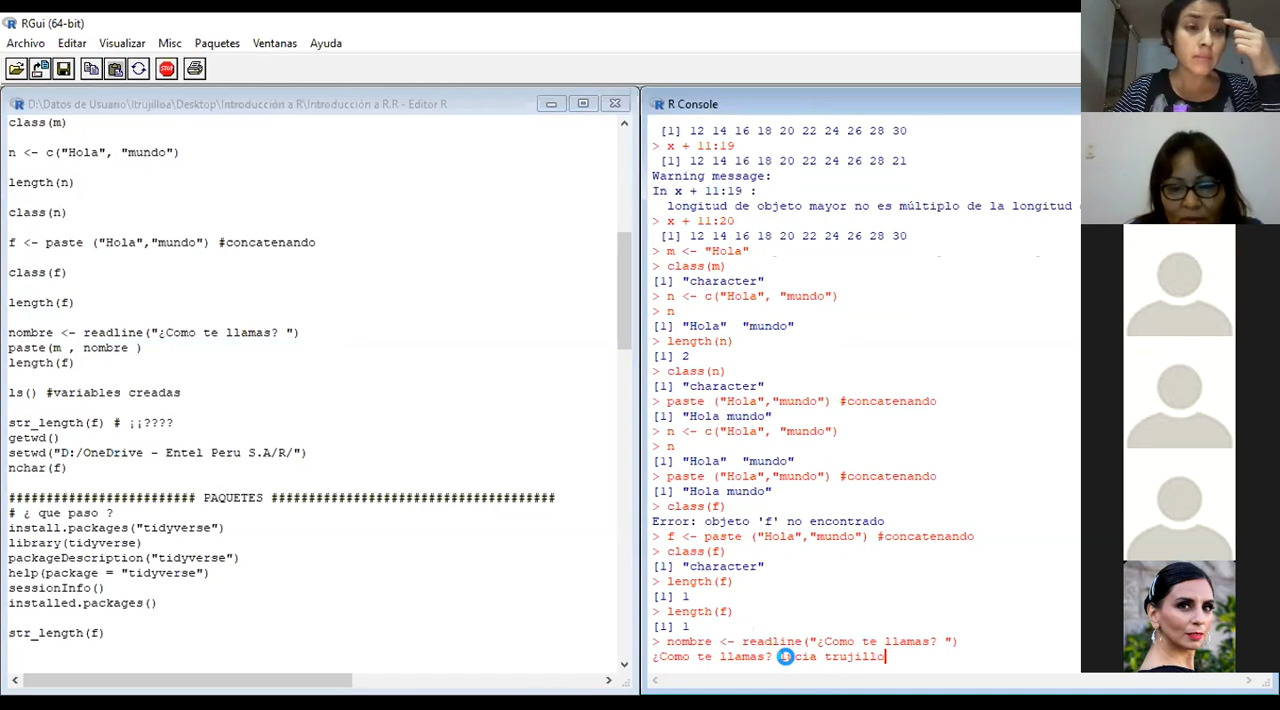 RGui (64-bit)
Archivo Editar Visualizar Misc Paquetes Ventanas Ayuda
STOP
D:\Datos de Usuario\ltrujilloa\Desktop\Introducción a R\Introducción a R.R - Editor R
class(m)
n <- c("Hola", "mundo")
length(n)
class(n)
f <- paste ("Hola","mundo") #concatenando
class(f)
length(f)
nombre <- readline("¿Como te llamas? ")
paste(m , nombre )
length(f)
ls() #variables creadas
str_length(f) # ¡¡????
getwd()
setwd("D:/OneDrive - Entel Peru S.A/R/")
nchar(f)
######################### PAQUETES ######################################
# ¿ que paso ?
install.packages("tidyverse")
library(tidyverse)
packageDescription("tidyverse")
help(package = "tidyverse")
sessionInfo()
installed.packages()
str_length(f)
R Console
[1] 12 14 16 18 20 22 24 26 28 30
> x + 11:19
[1] 12 14 16 18 20 22 24 26 28 21
Warning message:
In x + 11:19 :
longitud de objeto mayor no es múltiplo de la longitud
> x + 11:20
[1] 12 14 16 18 20 22 24 26 28 30
> m <- "Hola"
> class(m)
[1] "character"
> n <- c("Hola", "mundo")
> n
[1] "Hola"  "mundo"
> length(n)
[1] 2
> class(n)
[1] "character"
> paste ("Hola","mundo") #concatenando
[1] "Hola mundo"
> n <- c("Hola", "mundo")
> n
[1] "Hola"  "mundo"
> paste ("Hola","mundo") #concatenando
[1] "Hola mundo"
> class(f)
Error: objeto 'f' no encontrado
> f <- paste ("Hola","mundo") #concatenando
> class(f)
[1] "character"
> length(f)
[1] 1
> length(f)
[1] 1
> nombre <- readline("¿Como te llamas? ")
¿Como te llamas? trujillo